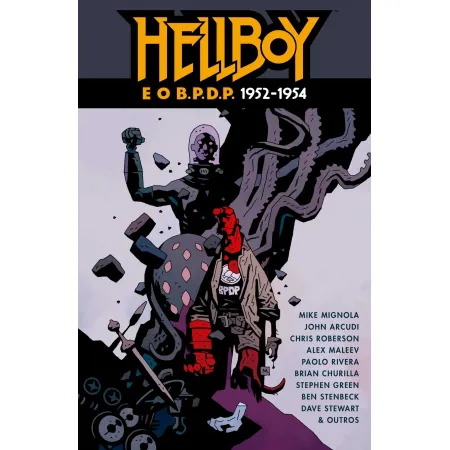 HELLBOY
E O B.P.D.P. 1952-1954
BPDP
MIKE MIGNOLA
JOHN ARCUDI
CHRIS ROBERSON
ALEX MALEEV
PAOLO RIVERA
BRIAN CHURILLA
STEPHEN GREEN
BEN STENBECK
DAVE STEWART
& OUTROS